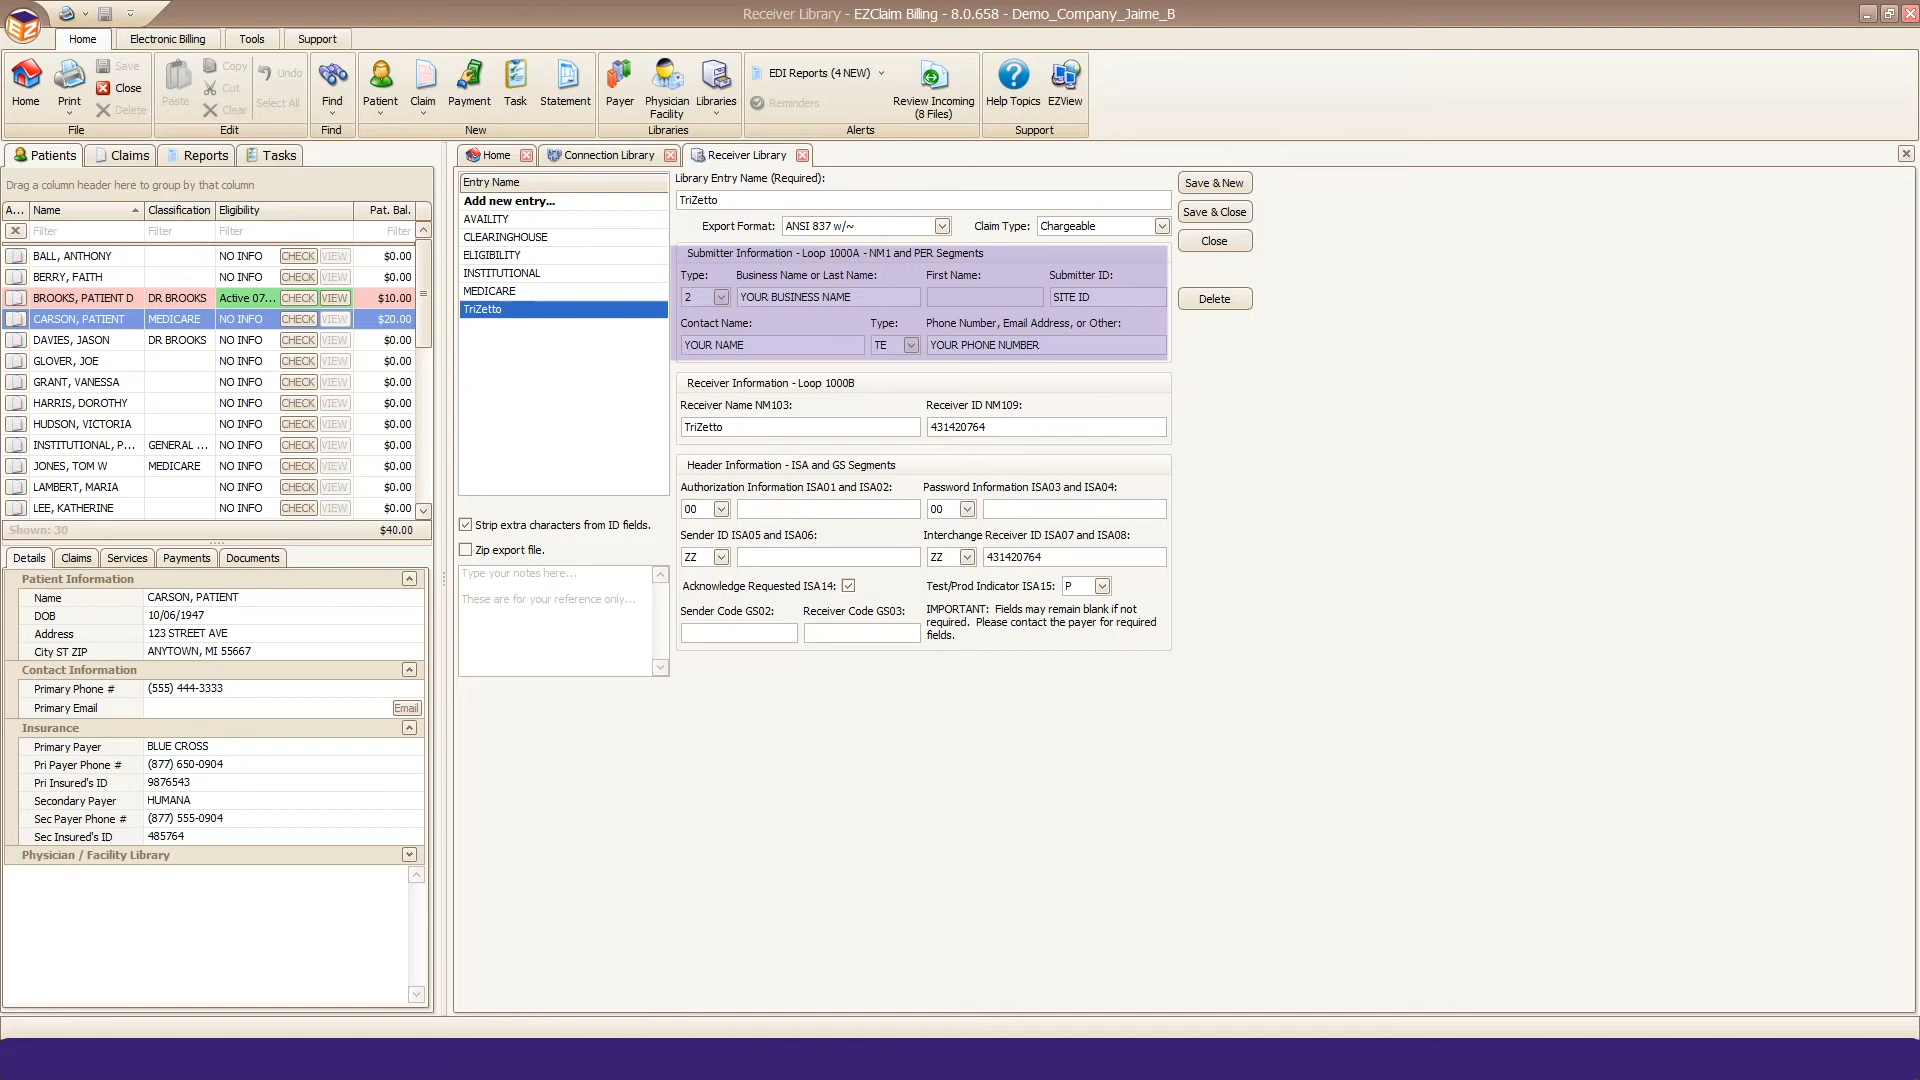 Receiver Library - EZClaim Billing - 8.0.658 - Demo_Company_Jaime_B
EZ
Home Electronic Billing Tools Support
Home Print Save Close Delete Paste Copy Cut Clear Undo Select All Find Patient Claim Payment Task Statement Payer Physician Facility Libraries EDI Reports (4 NEW) Reminders Review Incoming (8 Files) Help Topics EZView
File Edit Find New Libraries Alerts Support
Patients Claims Reports Tasks
Drag a column header here to group by that column
A... Name Classification Eligibility Pat. Bal.
Filter Filter Filter Filter
BALL, ANTHONY NO INFO CHECK VIEW $0.00
BERRY, FAITH NO INFO CHECK VIEW $0.00
BROOKS, PATIENT D DR BROOKS Active 07... CHECK VIEW $10.00
CARSON, PATIENT MEDICARE NO INFO CHECK VIEW $20.00
DAVIES, JASON DR BROOKS NO INFO CHECK VIEW $0.00
GLOVER, JOE NO INFO CHECK VIEW $0.00
GRANT, VANESSA NO INFO CHECK VIEW $0.00
HARRIS, DOROTHY NO INFO CHECK VIEW $0.00
HUDSON, VICTORIA NO INFO CHECK VIEW $0.00
INSTITUTIONAL, P... GENERAL ... NO INFO CHECK VIEW $0.00
JONES, TOM W MEDICARE NO INFO CHECK VIEW $0.00
LAMBERT, MARIA NO INFO CHECK VIEW $0.00
LEE, KATHERINE NO INFO CHECK VIEW $0.00
Shown: 30 $40.00
Details Claims Services Payments Documents
Patient Information
Name CARSON, PATIENT
DOB 10/06/1947
Address 123 STREET AVE
City ST ZIP ANYTOWN, MI 55667
Contact Information
Primary Phone # (555) 444-3333
Primary Email Email
Insurance
Primary Payer BLUE CROSS
Pri Payer Phone # (877) 650-0904
Pri Insured's ID 9876543
Secondary Payer HUMANA
Sec Payer Phone # (877) 555-0904
Sec Insured's ID 485764
Physician / Facility Library
Home Connection Library Receiver Library
Entry Name
Add new entry...
AVAILITY
CLEARINGHOUSE
ELIGIBILITY
INSTITUTIONAL
MEDICARE
TriZetto
Strip extra characters from ID fields.
Zip export file.
Type your notes here...
These are for your reference only...
Library Entry Name (Required):
TriZetto
Export Format: ANSI 837 w/~ Claim Type: Chargeable
Submitter Information - Loop 1000A - NM1 and PER Segments
Type: Business Name or Last Name: First Name: Submitter ID:
2 YOUR BUSINESS NAME SITE ID
Contact Name: Type: Phone Number, Email Address, or Other:
YOUR NAME TE YOUR PHONE NUMBER
Receiver Information - Loop 1000B
Receiver Name NM103: Receiver ID NM109:
TriZetto 431420764
Header Information - ISA and GS Segments
Authorization Information ISA01 and ISA02: Password Information ISA03 and ISA04:
00 00
Sender ID ISA05 and ISA06: Interchange Receiver ID ISA07 and ISA08:
ZZ ZZ 431420764
Acknowledge Requested ISA14: Test/Prod Indicator ISA15: P
Sender Code GS02: Receiver Code GS03:
IMPORTANT: Fields may remain blank if not
required. Please contact the payer for required
fields.
Save & New
Save & Close
Close
Delete